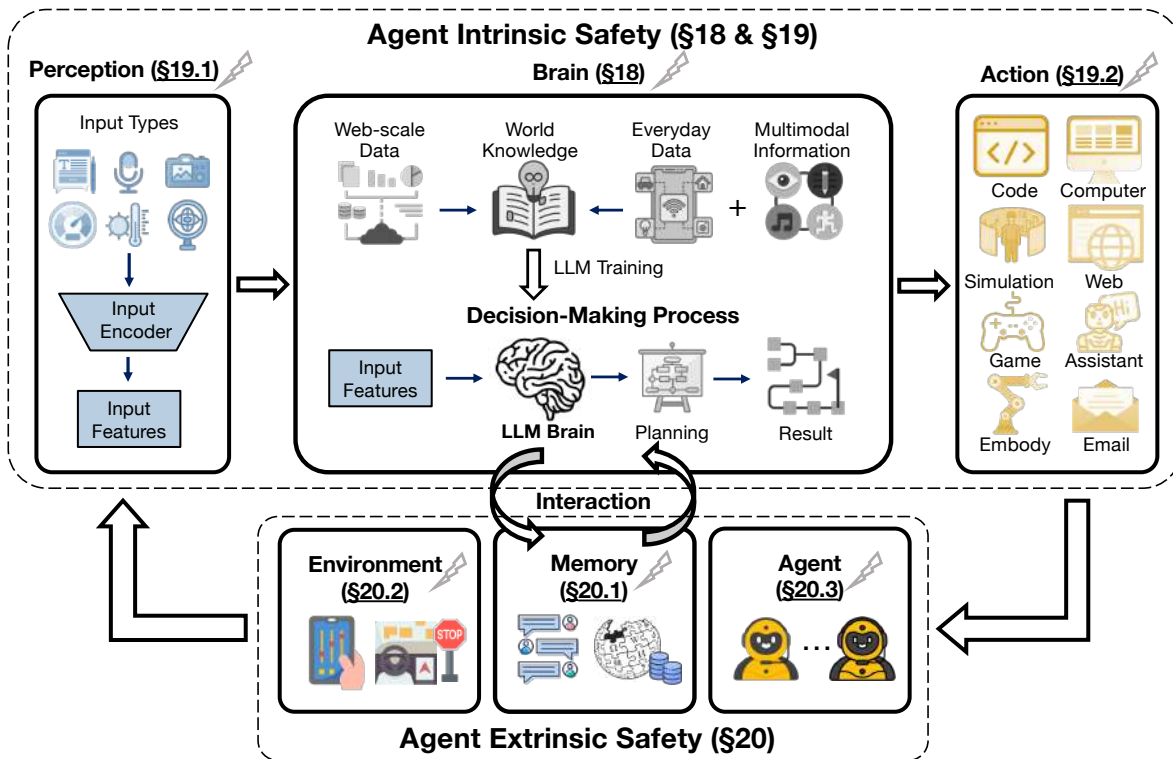 Agent Intrinsic Safety (§18 & §19)
Perception (§19.1)
Input Types
T
Input
Encoder
Input
Features
Brain (§18)
Web-scale
Data
World
Knowledge
Everyday
Data
Multimodal
Information
+
LLM Training
Decision-Making Process
Input
Features
LLM Brain
Planning
Result
Action (§19.2)
</>
Code
Computer
Simulation
Web
Hi
Game
Assistant
Embody
Email
Interaction
Environment
(§20.2)
STOP
Memory
(§20.1)
Agent
(§20.3)
...
Agent Extrinsic Safety (§20)